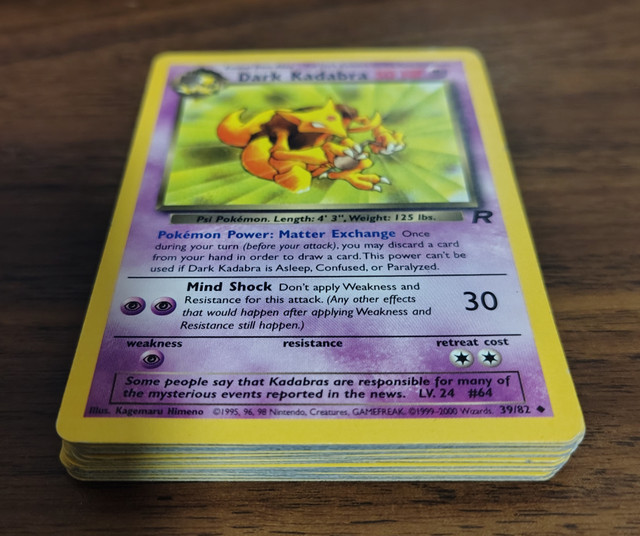 Dark Kadabra
Psi Pokémon. Length: 4' 3", Weight: 125 lbs.
R
Pokémon Power: Matter Exchange Once
during your turn (before your attack), you may discard a card
from your hand in order to draw a card. This power can't be
used if Dark Kadabra is Asleep, Confused, or Paralyzed.
Mind Shock Don't apply Weakness and
Resistance for this attack. (Any other effects
that would happen after applying Weakness and
Resistance still happen.)
30
weakness resistance retreat cost
Some people say that Kadabras are responsible for many of
the mysterious events reported in the news. LV. 24 #64
Illus. Kagemaru Himeno ©1995, 96, 98 Nintendo, Creatures, GAMEFREAK. ©1999-2000 Wizards. 39/82